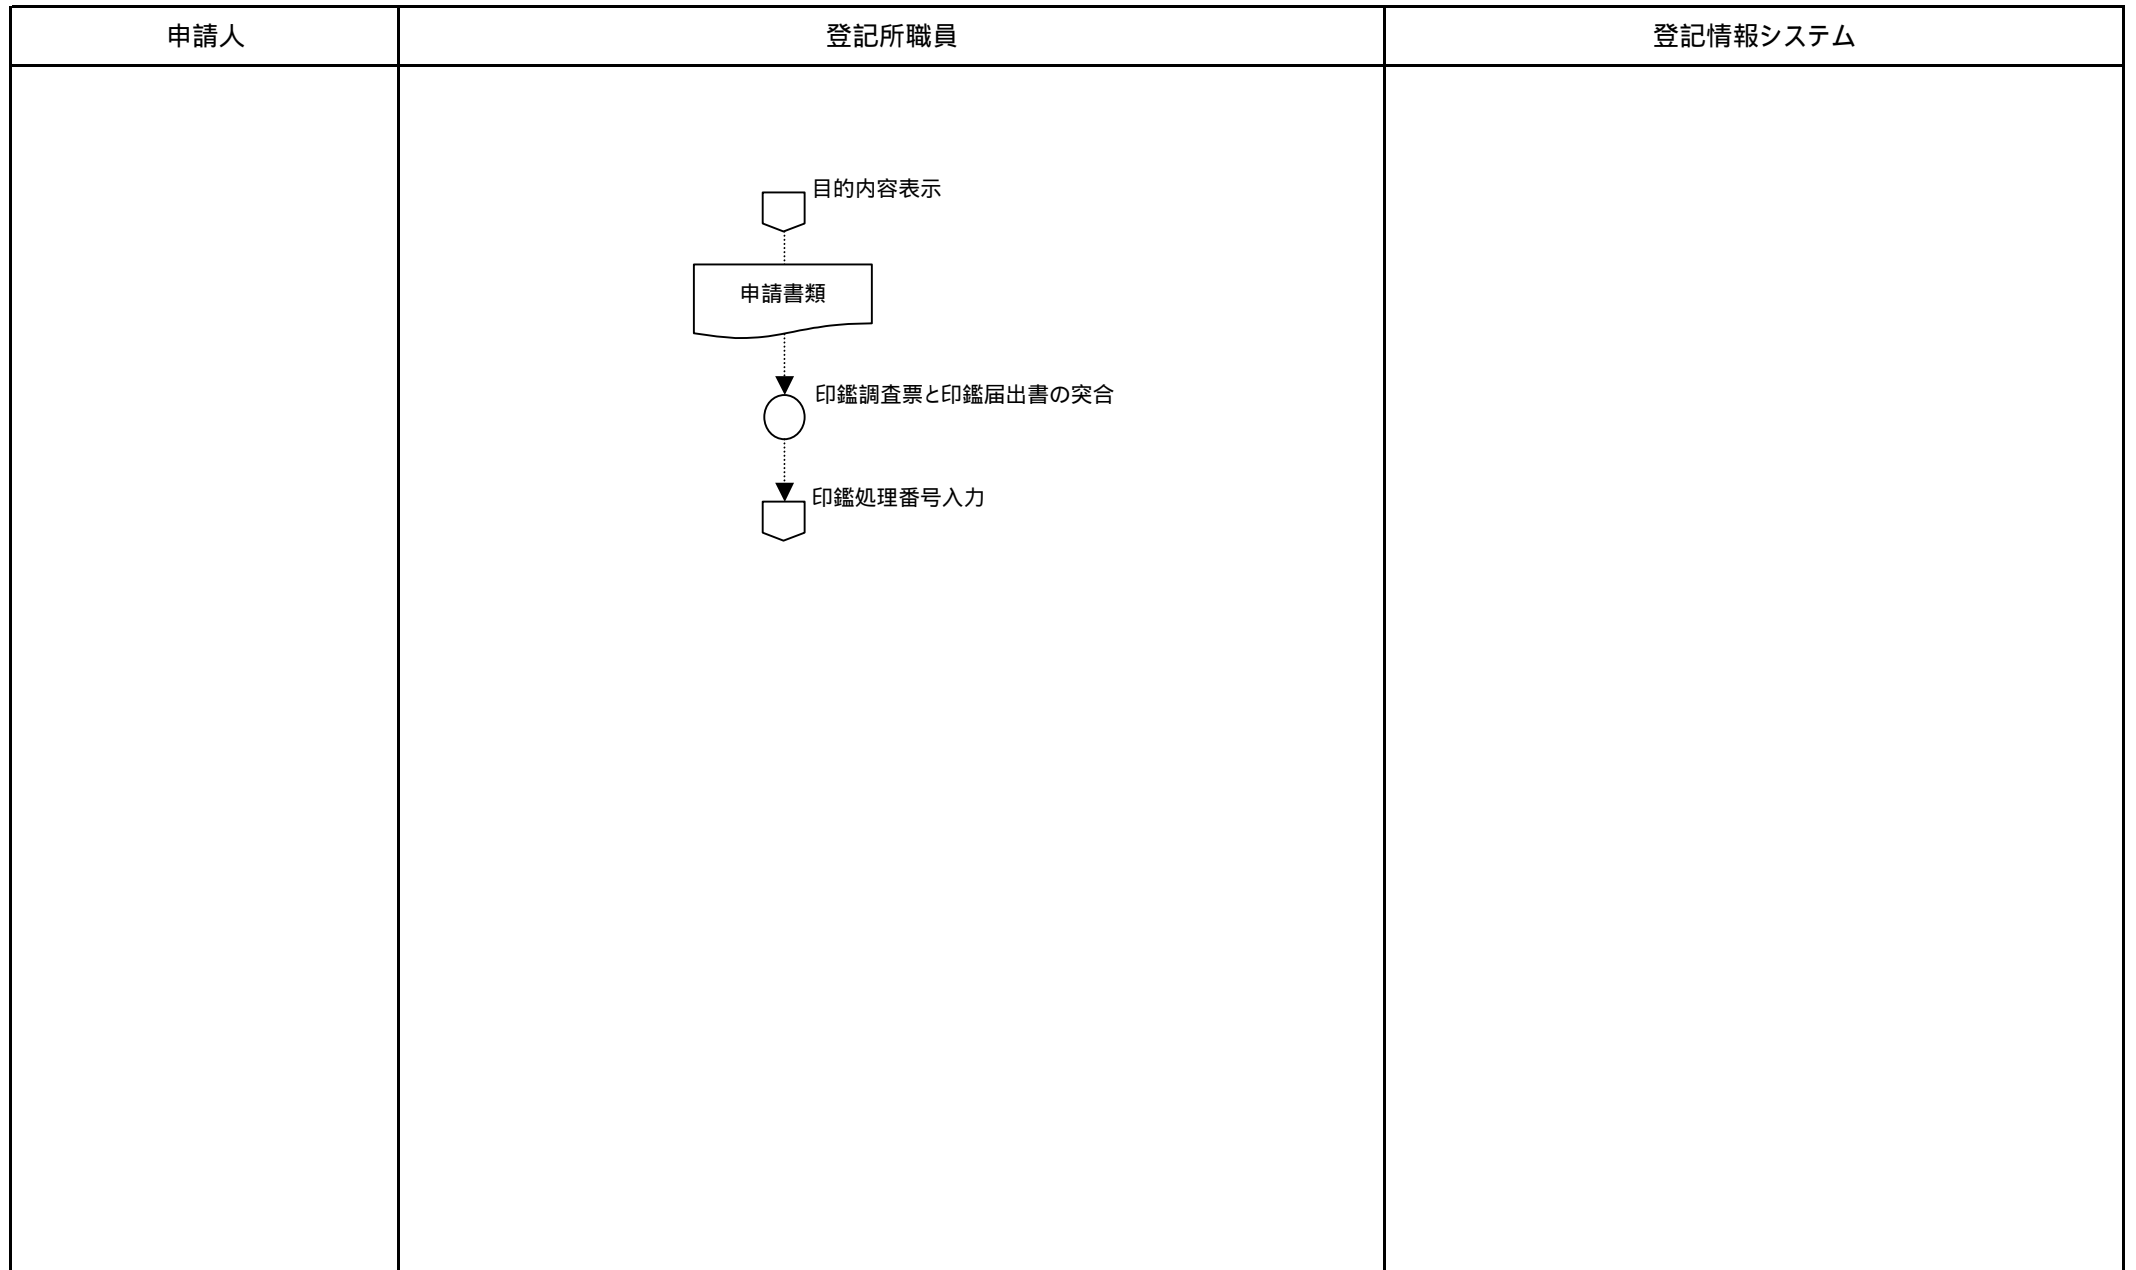 申請人
登記所職員
登記情報システム
目的内容表示
申請書類
印鑑調査票と印鑑届出書の突合
印鑑処理番号入力